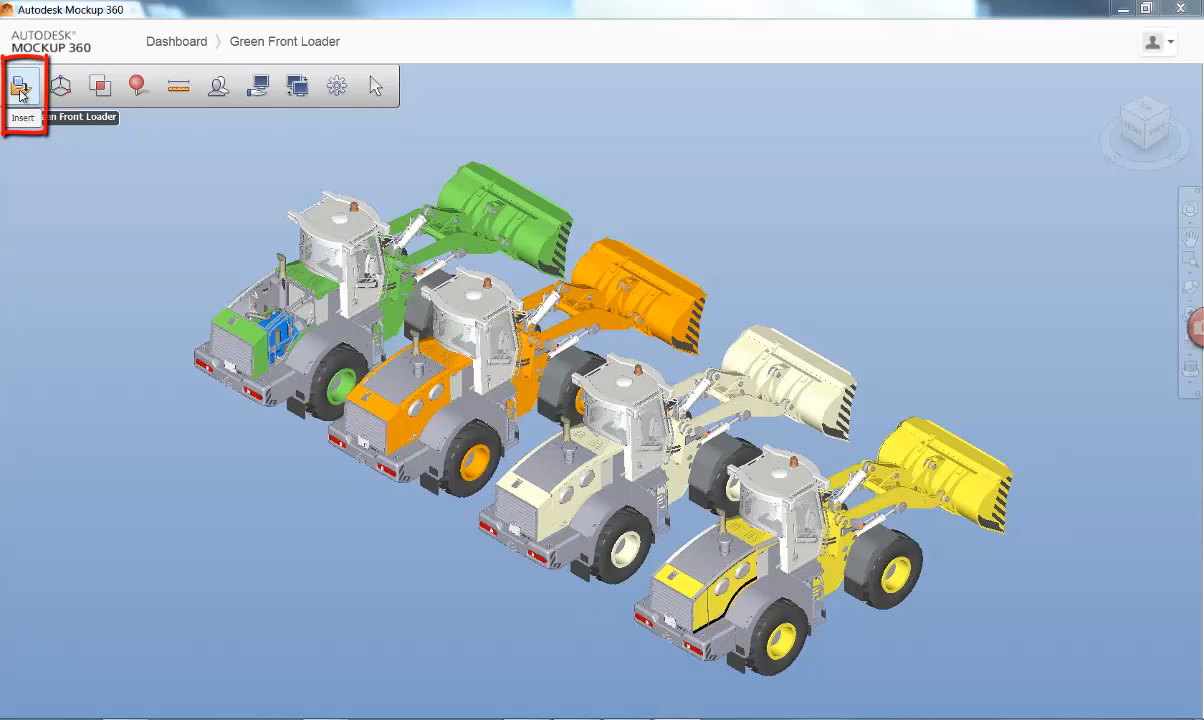 Autodesk Mockup 360
AUTODESK®
MOCKUP 360
Dashboard 〉 Green Front Loader
Insert
en Front Loader